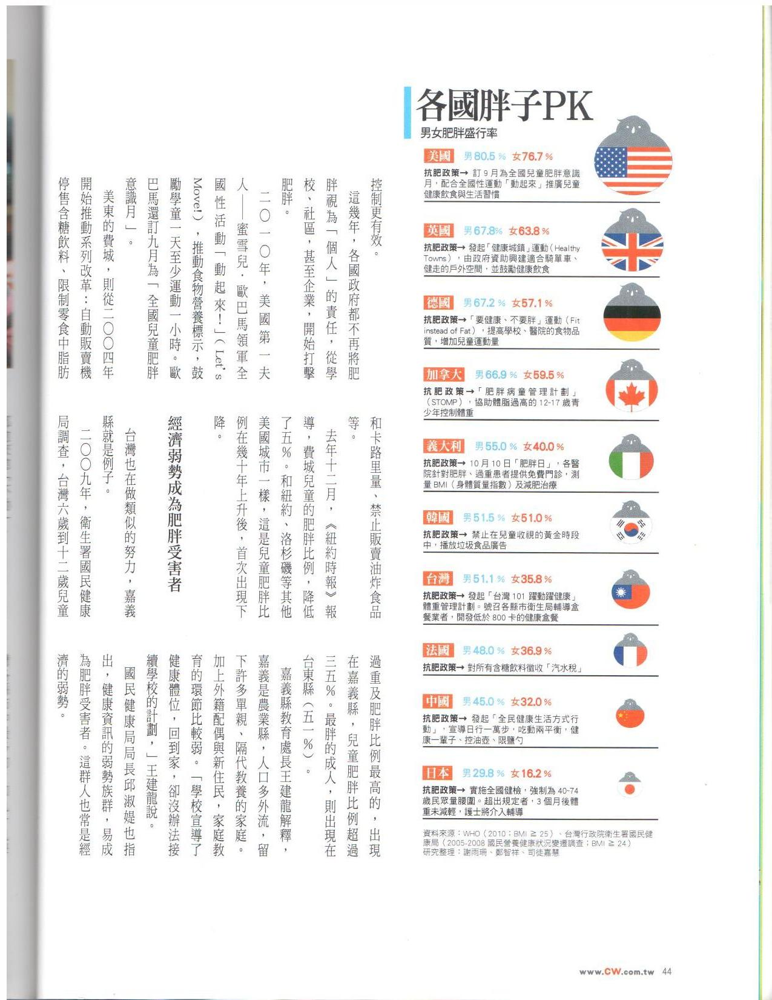 各國胖子PK
男女肥胖盛行率
美國 男80.5% 女76.7%
抗肥政策→ 訂9月為全國兒童肥胖意識
月，配合全國性運動「動起來」推廣兒童
健康飲食與生活習慣
英國 男67.8% 女63.8%
抗肥政策→ 發起「健康城鎮」運動（Healthy
Towns），由政府資助興建適合騎單車、
健走的戶外空間，並鼓勵健康飲食
德國 男67.2% 女57.1%
抗肥政策→「要健康、不要胖」運動（Fit
instead of Fat），提高學校、醫院的食物品
質，增加兒童運動量
加拿大 男66.9% 女59.5%
抗肥政策→「肥胖病童管理計劃」
（STOMP），協助體脂過高的12-17歲青
少年控制體重
義大利 男55.0% 女40.0%
抗肥政策→ 10月10日「肥胖日」，各醫
院針對肥胖、過重患者提供免費門診，測
量BMI（身體質量指數）及減肥治療
韓國 男51.5% 女51.0%
抗肥政策→ 禁止在兒童收視的黃金時段
中，播放垃圾食品廣告
台灣 男51.1% 女35.8%
抗肥政策→ 發起「台灣101躍動躍健康」
體重管理計劃。號召各縣市衛生局輔導盒
餐業者，開發低於800卡的健康盒餐
法國 男48.0% 女36.9%
抗肥政策→ 對所有含糖飲料徵收「汽水稅」
中國 男45.0% 女32.0%
抗肥政策→ 發起「全民健康生活方式行
動」，宣導日行一萬步，吃動兩平衡，健
康一輩子、控油壺、限鹽勺
日本 男29.8% 女16.2%
抗肥政策→ 實施全國健檢，強制為40-74
歲民眾量腰圍。超出規定者，3個月後體
重未減輕，護士將介入輔導
資料來源：WHO（2010；BMI≧25）、台灣行政院衛生署國民健
康局（2005-2008國民營養健康狀況變遷調查；BMI≧24）
研究整理：謝雨珊、鄭智祥、司徒嘉慧
控制更有效。
這幾年，各國政府都不再將肥
胖視為「個人」的責任，從學
校、社區，甚至企業，開始打擊
肥胖。
二〇一〇年，美國第一夫
人——蜜雪兒．歐巴馬領軍全
國性活動「動起來！」（Let's
Move!），推動食物營養標示，鼓
勵學童一天至少運動一小時。歐
巴馬還訂九月為「全國兒童肥胖
意識月」。
美東的費城，則從二〇〇四年
開始推動系列改革：自動販賣機
停售含糖飲料、限制零食中脂肪
和卡路里量、禁止販賣油炸食品
等。
去年十二月，《紐約時報》報
導，費城兒童的肥胖比例，降低
了五％。和紐約、洛杉磯等其他
美國城市一樣，這是兒童肥胖比
例在幾十年上升後，首次出現下
降。
經濟弱勢成為肥胖受害者
台灣也在做類似的努力，嘉義
縣就是例子。
二〇〇九年，衛生署國民健康
局調查，台灣六歲到十二歲兒童
過重及肥胖比例最高的，出現
在嘉義縣，兒童肥胖比例超過
三五％。最胖的成人，則出現在
台東縣（五一％）。
嘉義縣教育處長王建龍解釋，
嘉義是農業縣，人口多外流，留
下許多單親、隔代教養的家庭。
加上外籍配偶與新住民，家庭教
育的環節比較弱。「學校宣導了
健康體位，回到家，卻沒辦法接
續學校的計劃，」王建龍說。
國民健康局局長邱淑媞也指
出，健康資訊的弱勢族群，易成
為肥胖受害者。這群人也常是經
濟的弱勢。
www.CW.com.tw 44